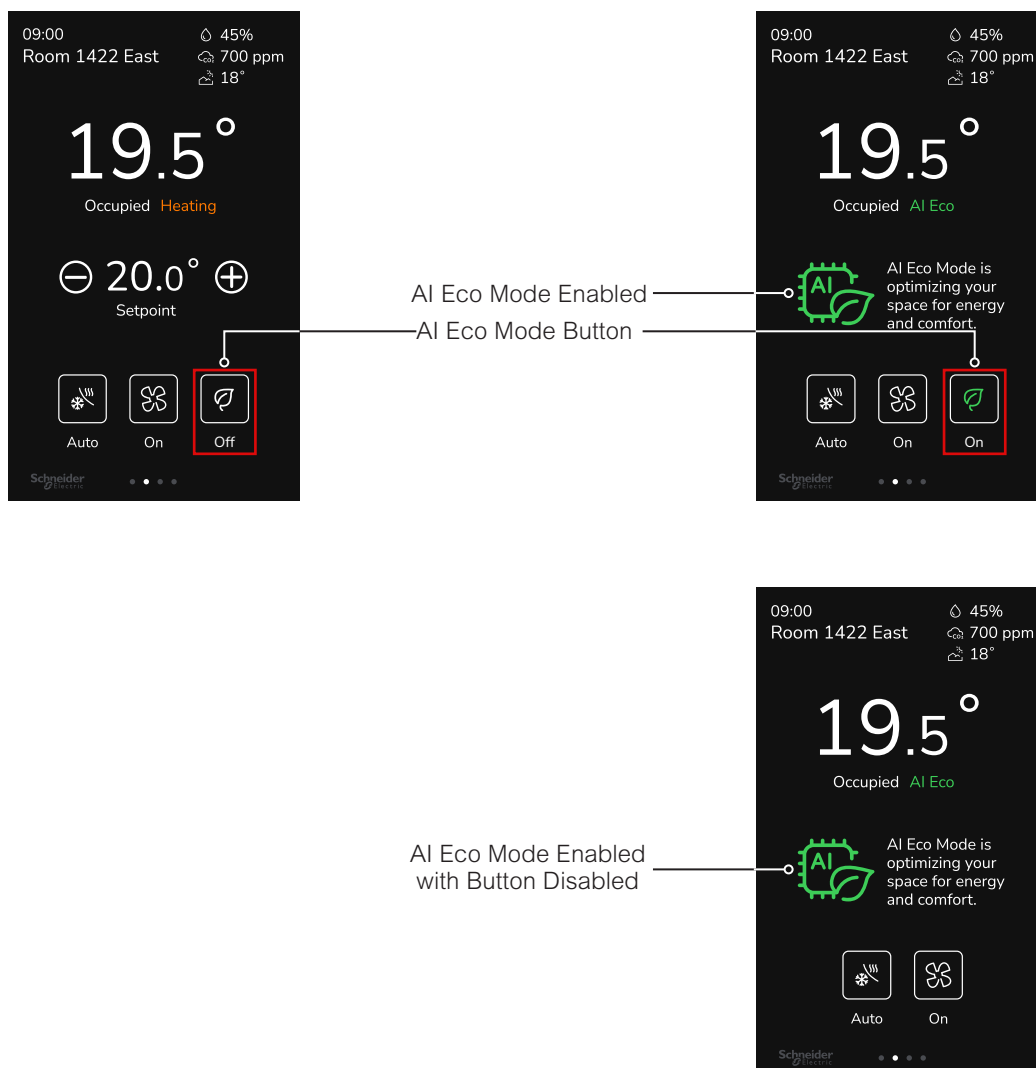 09:00
45%
Room 1422 East
700 ppm
18°
19.5°
Occupied Heating
20.0°
Setpoint
Auto
On
Off
Schneider
Electric
AI Eco Mode Enabled
AI Eco Mode Button
09:00
45%
Room 1422 East
CO2
700 ppm
18°
19.5°
Occupied AI Eco
AI
AI Eco Mode is
optimizing your
space for energy
and comfort.
Auto
On
On
Schneider
Electric
AI Eco Mode Enabled
with Button Disabled
09:00
45%
Room 1422 East
700 ppm
18°
19.5°
Occupied AI Eco
AI
AI Eco Mode is
optimizing your
space for energy
and comfort.
Auto
On
Schneider
Electric